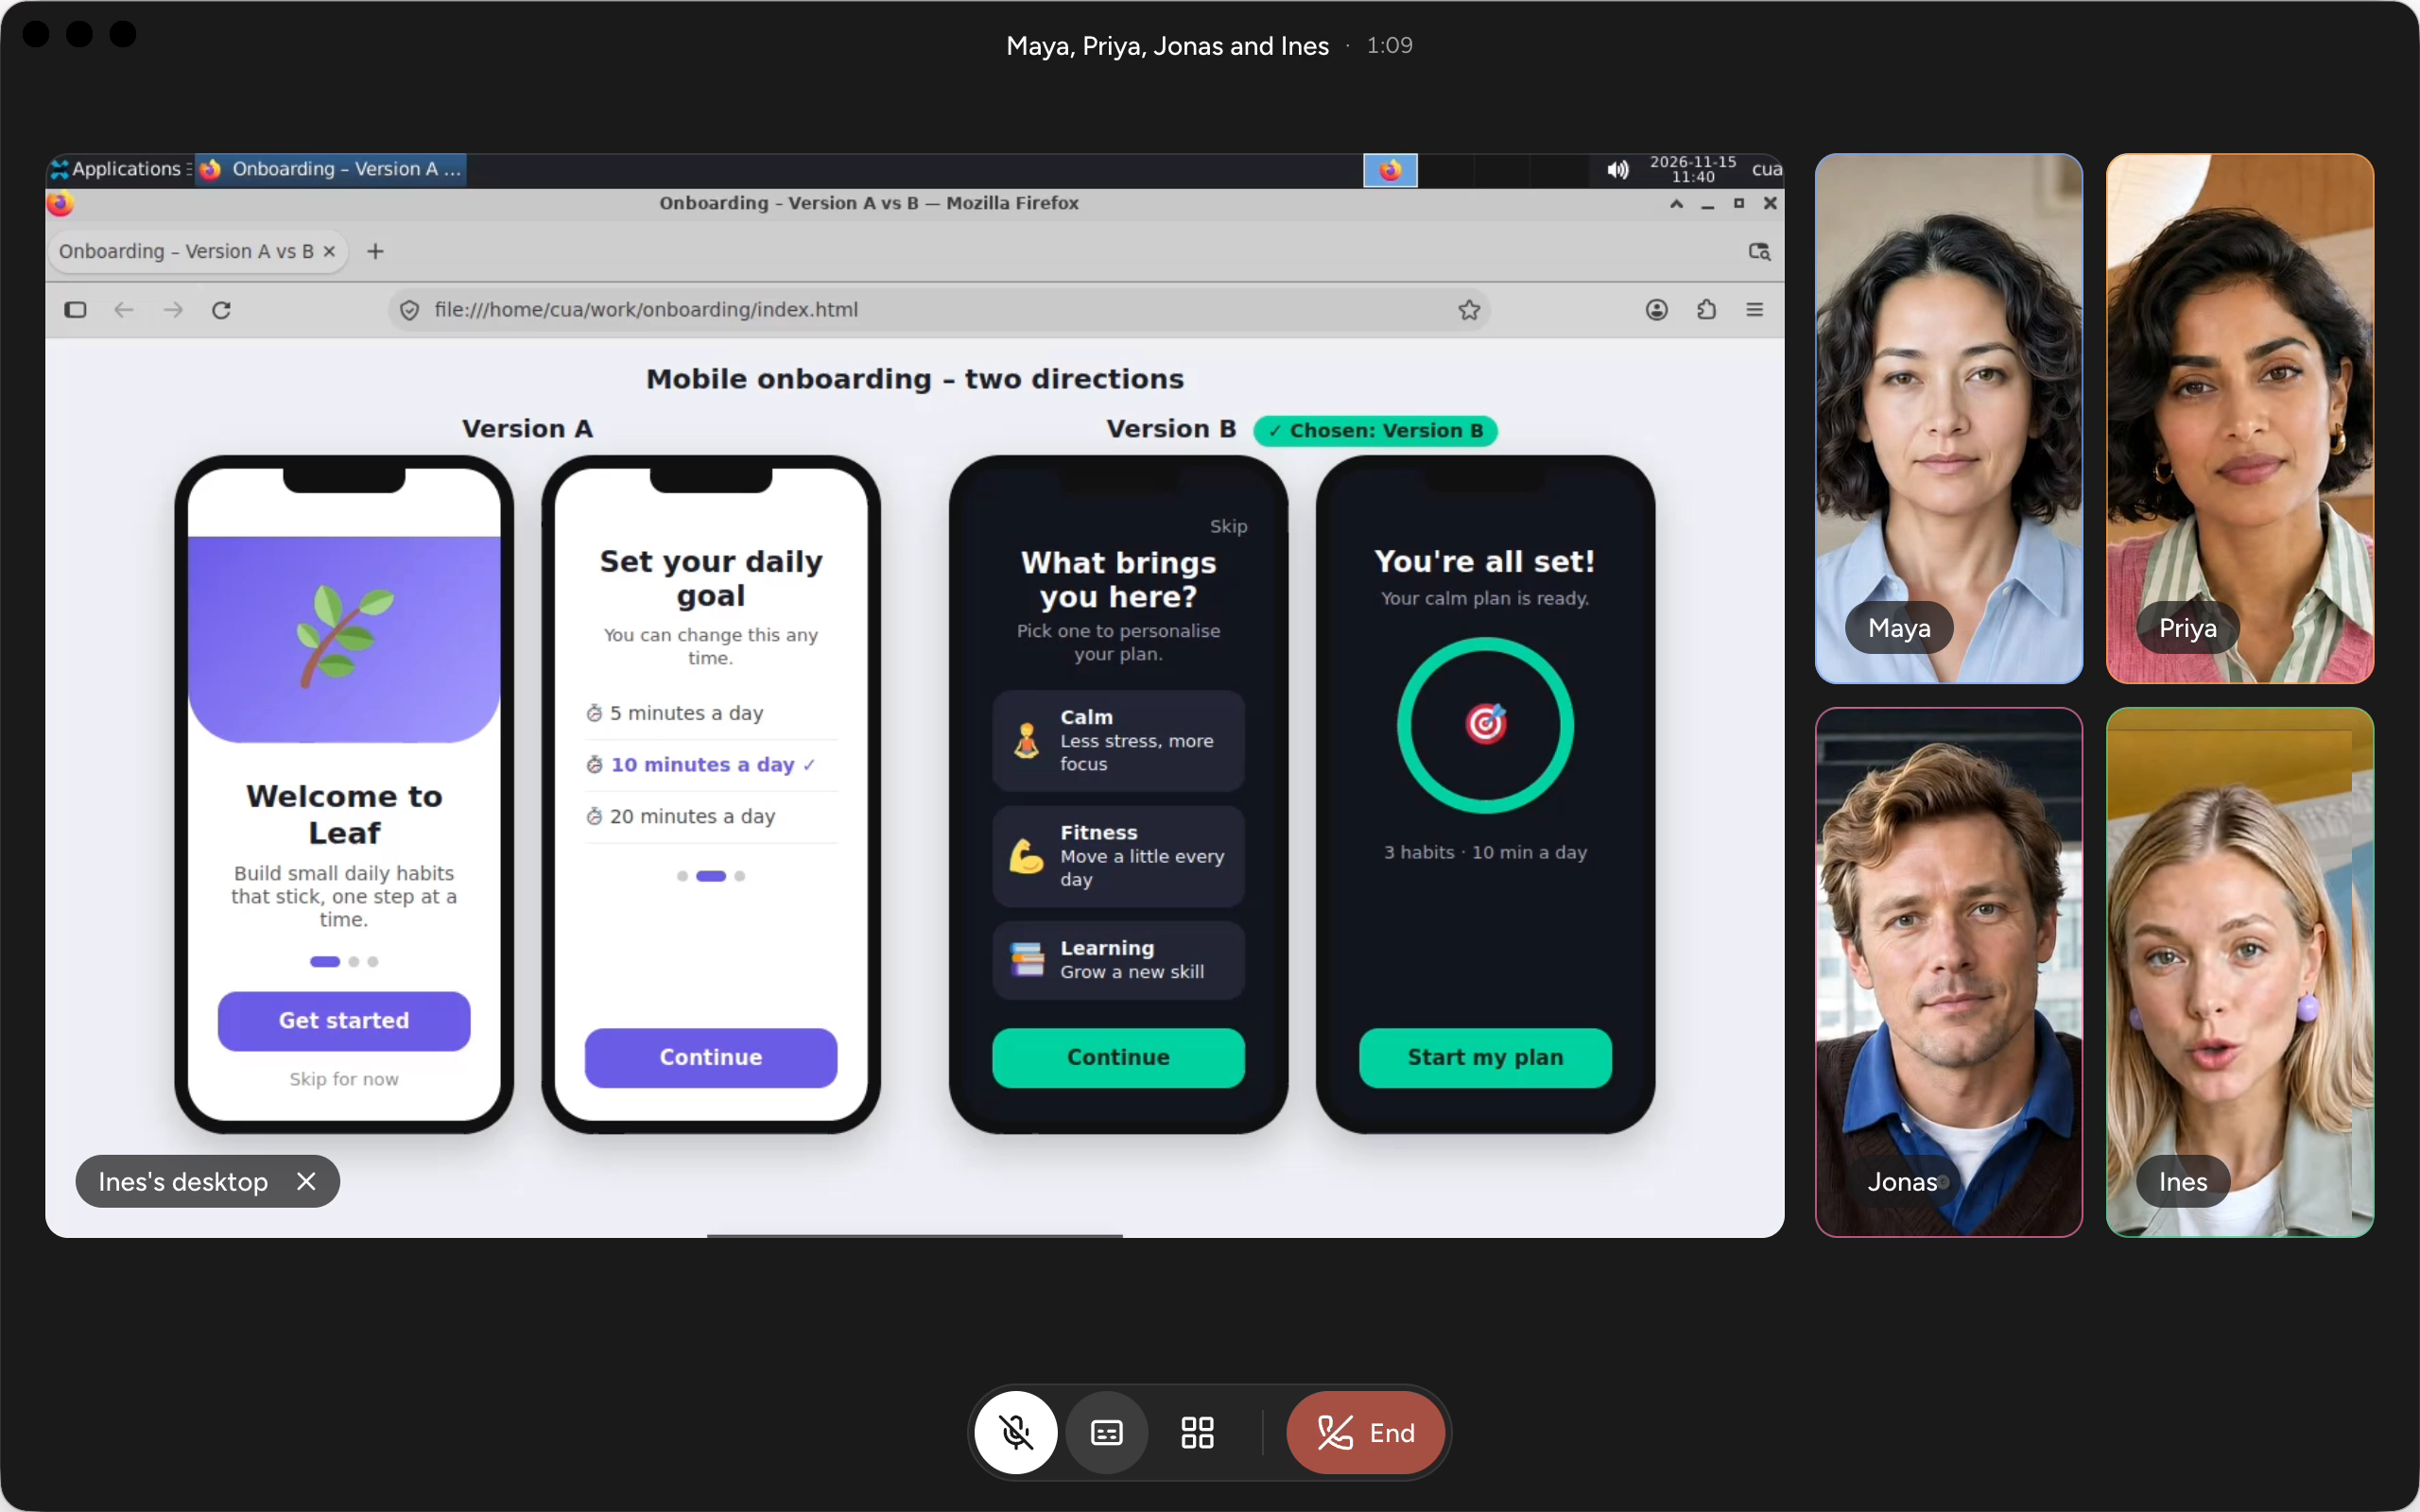 Maya, Priya, Jonas and Ines · 1:09
Applications
Onboarding – Version A ...
2026-11-15
11:40
cua
Onboarding – Version A vs B — Mozilla Firefox
Onboarding – Version A vs B
file:///home/cua/work/onboarding/index.html
Mobile onboarding – two directions
Version A
Welcome to
Leaf
Build small daily habits
that stick, one step at a
time.
Get started
Skip for now
Set your daily
goal
You can change this any
time.
5 minutes a day
10 minutes a day ✓
20 minutes a day
Continue
Version B
✓ Chosen: Version B
Skip
What brings
you here?
Pick one to personalise
your plan.
Calm
Less stress, more
focus
Fitness
Move a little every
day
Learning
Grow a new skill
Continue
You're all set!
Your calm plan is ready.
3 habits · 10 min a day
Start my plan
Ines's desktop
Maya
Priya
Jonas
Ines
End